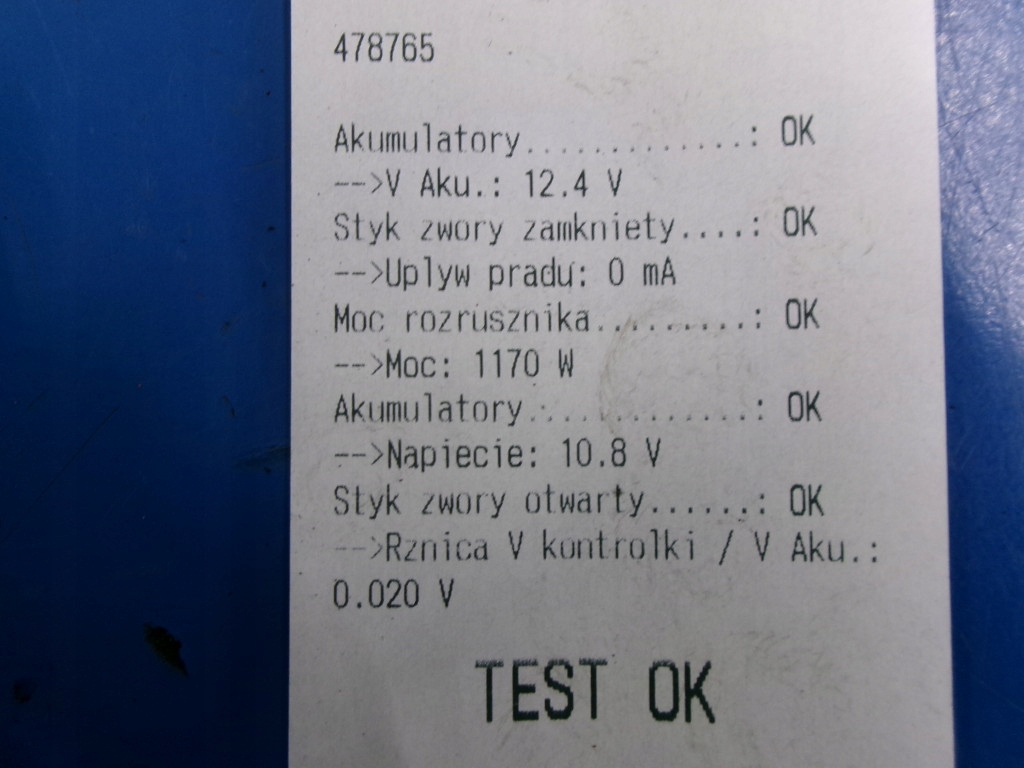 478765
Akumulatory..............: OK
-->V Aku.: 12.4 V
Styk zwory zamkniety....: OK
-->Uplyw pradu: 0 mA
Moc rozrusznika.........: OK
-->Moc: 1170 W
Akumulatory..............: OK
-->Napiecie: 10.8 V
Styk zwory otwarty......: OK
-->Rznica V kontrolki / V Aku.:
0.020 V
TEST OK